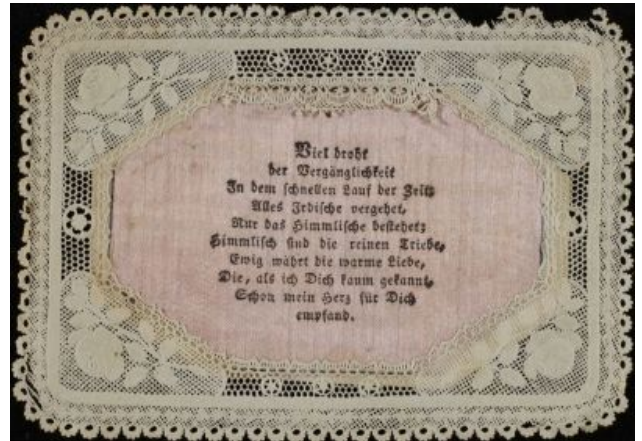 Viel droht
der Vergänglichkeit
In dem schnellen Lauf der Zeit;
Alles Irdische vergehet,
Nur das Himmlische bestehet;
Himmlisch sind die reinen Triebe,
Ewig währt die warme Liebe,
Die, als ich Dich kaum gekannt,
Schon mein Herz für Dich
empfand.